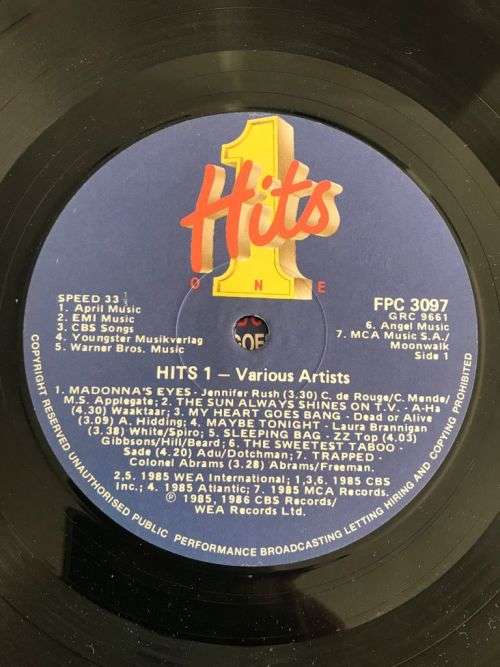 1
Hits
ONE
SPEED 33 1/3
1. April Music
2. EMI Music
3. CBS Songs
4. Youngster Musikverlag
5. Warner Bros. Music
FPC 3097
GRC 9661
6. Angel Music
7. MCA Music S.A./
Moonwalk
Side 1
HITS 1 – Various Artists
1. MADONNA'S EYES - Jennifer Rush (3.30) C. de Rouge/C. Mende/
M.S. Applegate; 2. THE SUN ALWAYS SHINES ON T.V. - A-Ha
(4.30) Waaktaar; 3. MY HEART GOES BANG - Dead or Alive
(3.09) A. Hidding; 4. MAYBE TONIGHT - Laura Brannigan
(3.38) White/Spiro; 5. SLEEPING BAG - ZZ Top (4.03)
Gibbsons/Hill/Beard; 6. THE SWEETEST TABOO -
Sade (4.20) Adu/Dotchman; 7. TRAPPED -
Colonel Abrams (3.28) Abrams/Freeman.
2,5. 1985 WEA International; 1,3,6. 1985 CBS
Inc.; 4. 1985 Atlantic; 7. 1985 MCA Records.
℗ 1985, 1986 CBS Records/
WEA Records Ltd.
COPYRIGHT RESERVED UNAUTHORISED PUBLIC PERFORMANCE BROADCASTING LETTING HIRING AND COPYING PROHIBITED